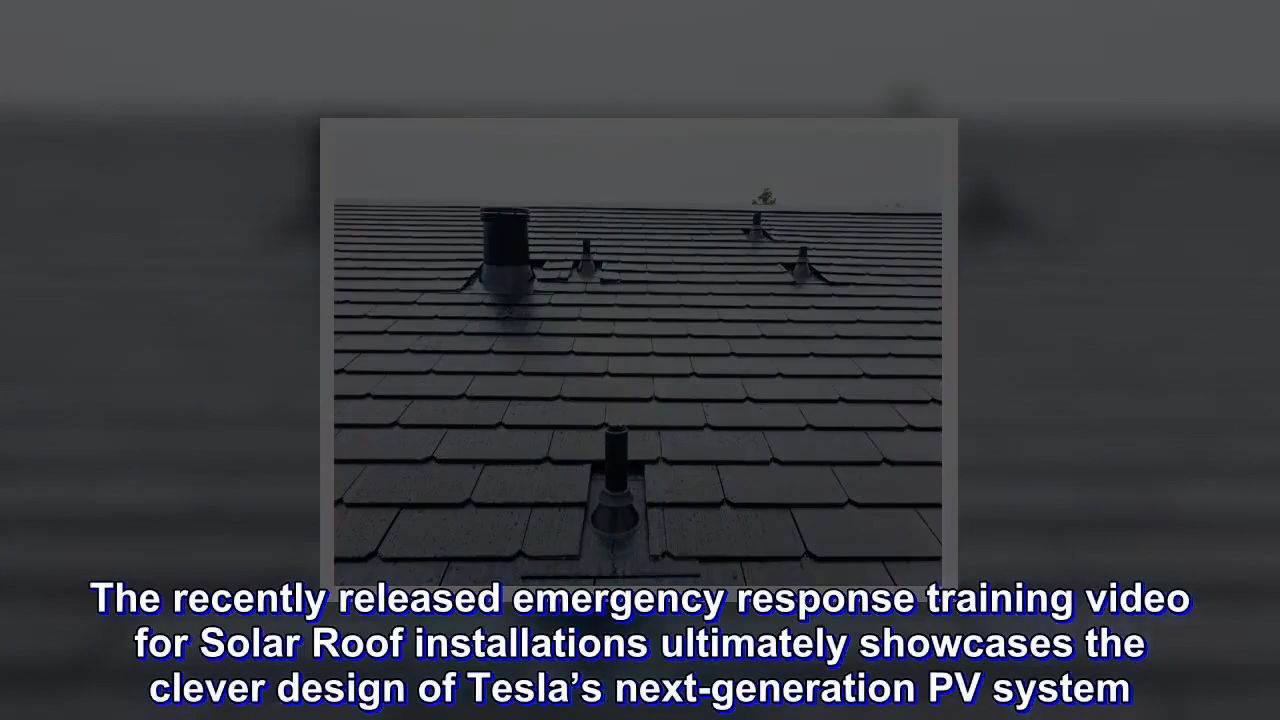 The recently released emergency response training video
for Solar Roof installations ultimately showcases the
clever design of Tesla’s next-generation PV system